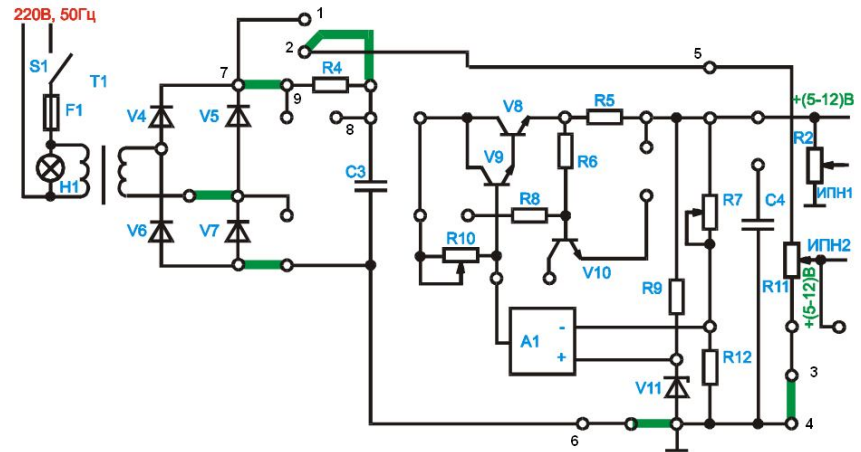 220В, 50Гц
1
2
S1
T1
7
R4
5
9
F1
V4
V5
8
V8
R5
+(5-12)В
R2
V9
R6
H1
C3
ИПН1
R8
R7
C4
V6
V7
R10
V10
ИПН2
R9
R11
+(5-12)В
A1
-
+
R12
V11
3
6
4